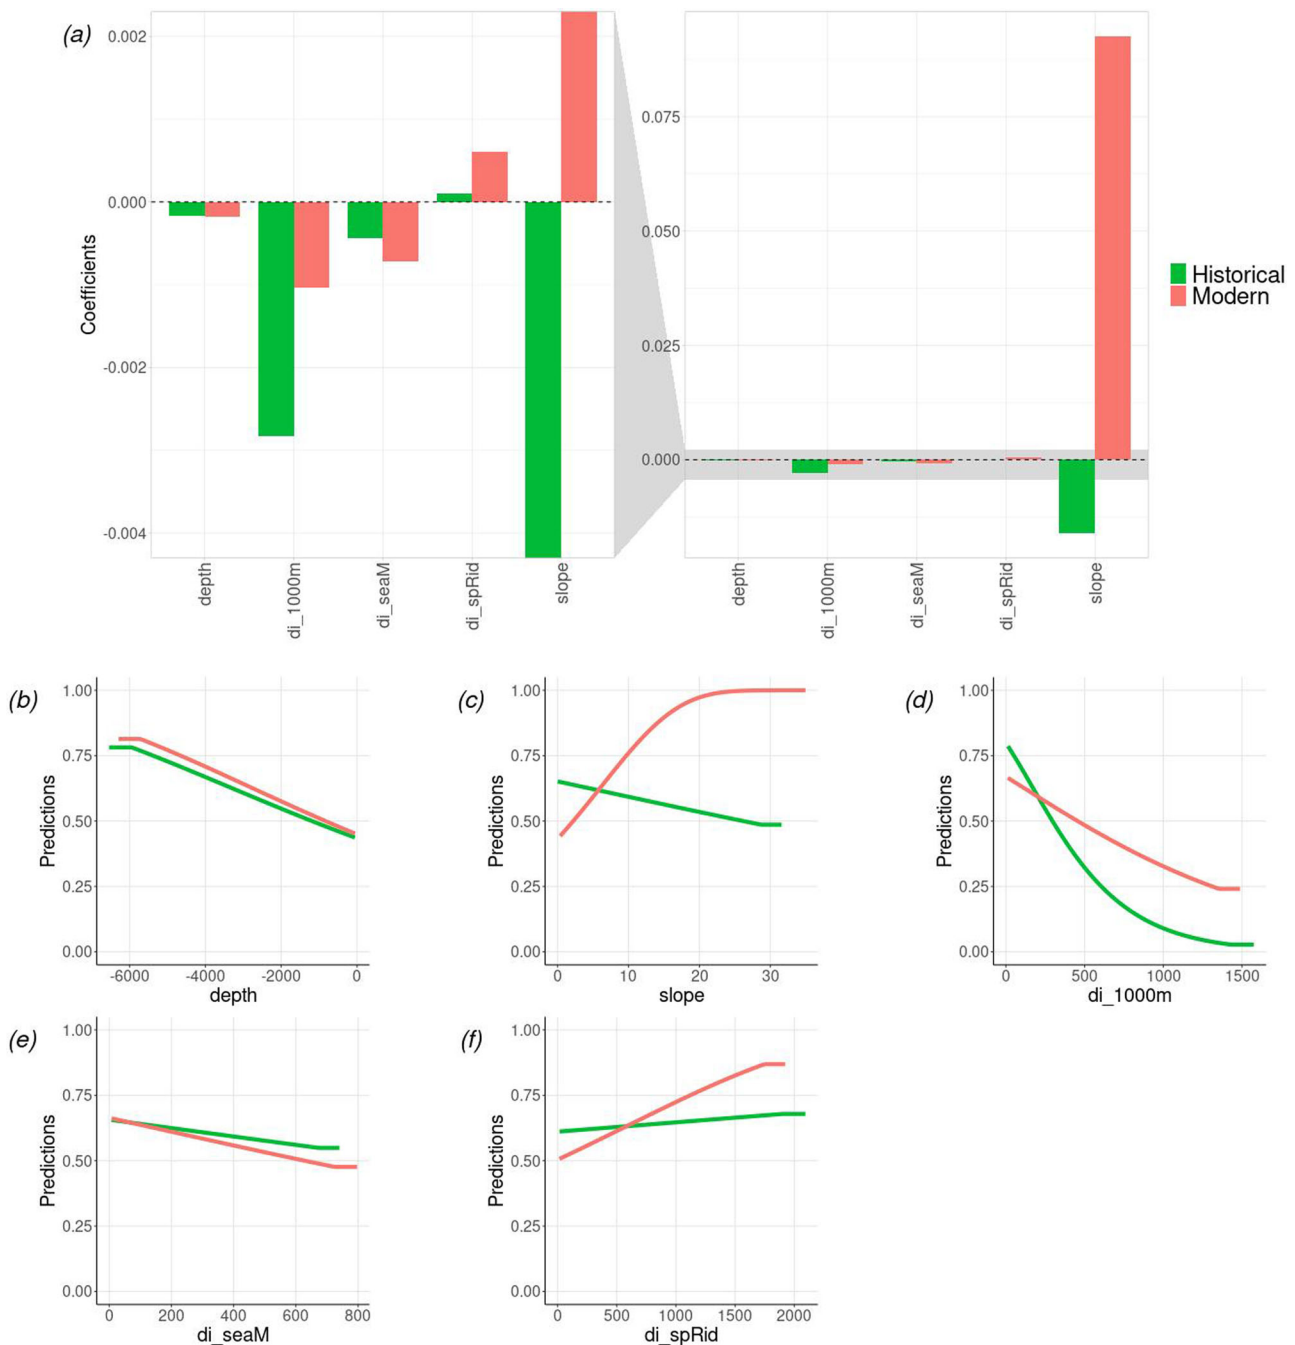 (a)
0.002
0.000
-0.002
-0.004
Coefficients
depth
di_1000m
di_seaM
di_spRid
slope
0.075
0.050
0.025
0.000
depth
di_1000m
di_seaM
di_spRid
slope
Historical
Modern
(b)
1.00
0.75
0.50
0.25
0.00
Predictions
-6000 -4000 -2000 0
depth
(c)
1.00
0.75
0.50
0.25
0.00
Predictions
0 10 20 30
slope
(d)
1.00
0.75
0.50
0.25
0.00
Predictions
0 500 1000 1500
di_1000m
(e)
1.00
0.75
0.50
0.25
0.00
Predictions
0 200 400 600 800
di_seaM
(f)
1.00
0.75
0.50
0.25
0.00
Predictions
0 500 1000 1500 2000
di_spRid